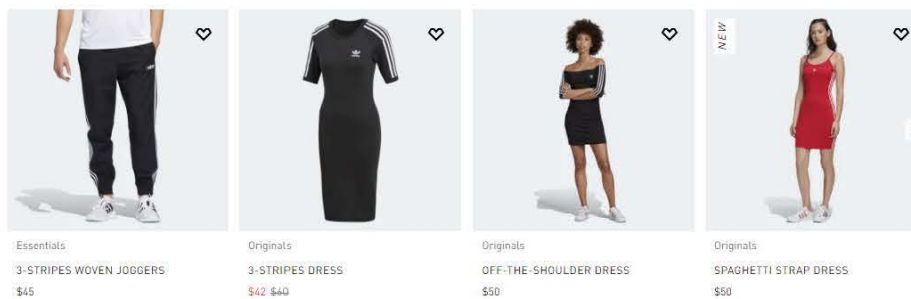 NEW
Essentials
3-STRIPES WOVEN JOGGERS
$45
Originals
3-STRIPES DRESS
$42 $60
Originals
OFF-THE-SHOULDER DRESS
$50
Originals
SPAGHETTI STRAP DRESS
$50